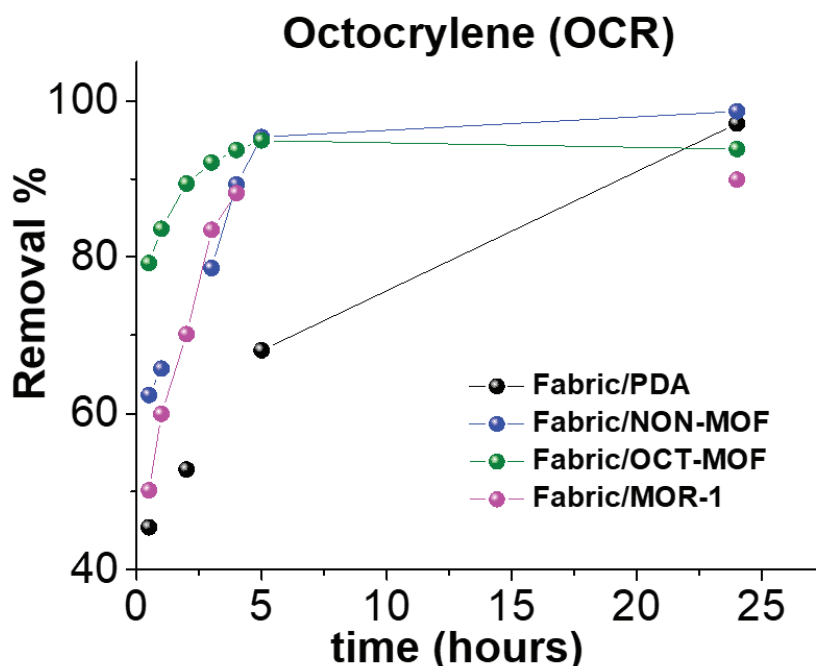 Octocrylene (OCR)
Removal %
100
80
60
40
Fabric/PDA
Fabric/NON-MOF
Fabric/OCT-MOF
Fabric/MOR-1
0 5 10 15 20 25
time (hours)